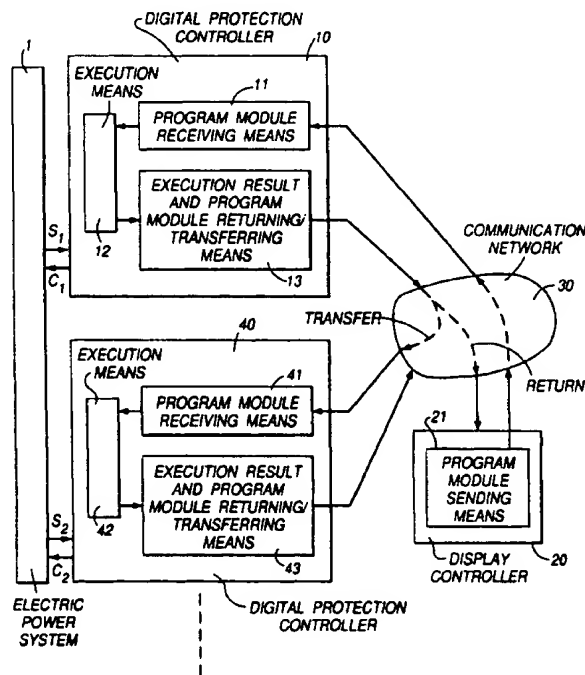 DIGITAL PROTECTION
CONTROLLER
1
10
EXECUTION
MEANS
11
PROGRAM MODULE
RECEIVING MEANS
EXECUTION RESULT
AND PROGRAM
MODULE RETURNING/
TRANSFERRING
MEANS
12
13
S1
C1
COMMUNICATION
NETWORK
30
TRANSFER
RETURN
40
EXECUTION
MEANS
41
PROGRAM MODULE
RECEIVING MEANS
EXECUTION RESULT
AND PROGRAM
MODULE RETURNING/
TRANSFERRING
MEANS
42
43
S2
C2
21
PROGRAM
MODULE
SENDING
MEANS
DISPLAY
CONTROLLER
20
ELECTRIC
POWER
SYSTEM
DIGITAL PROTECTION
CONTROLLER